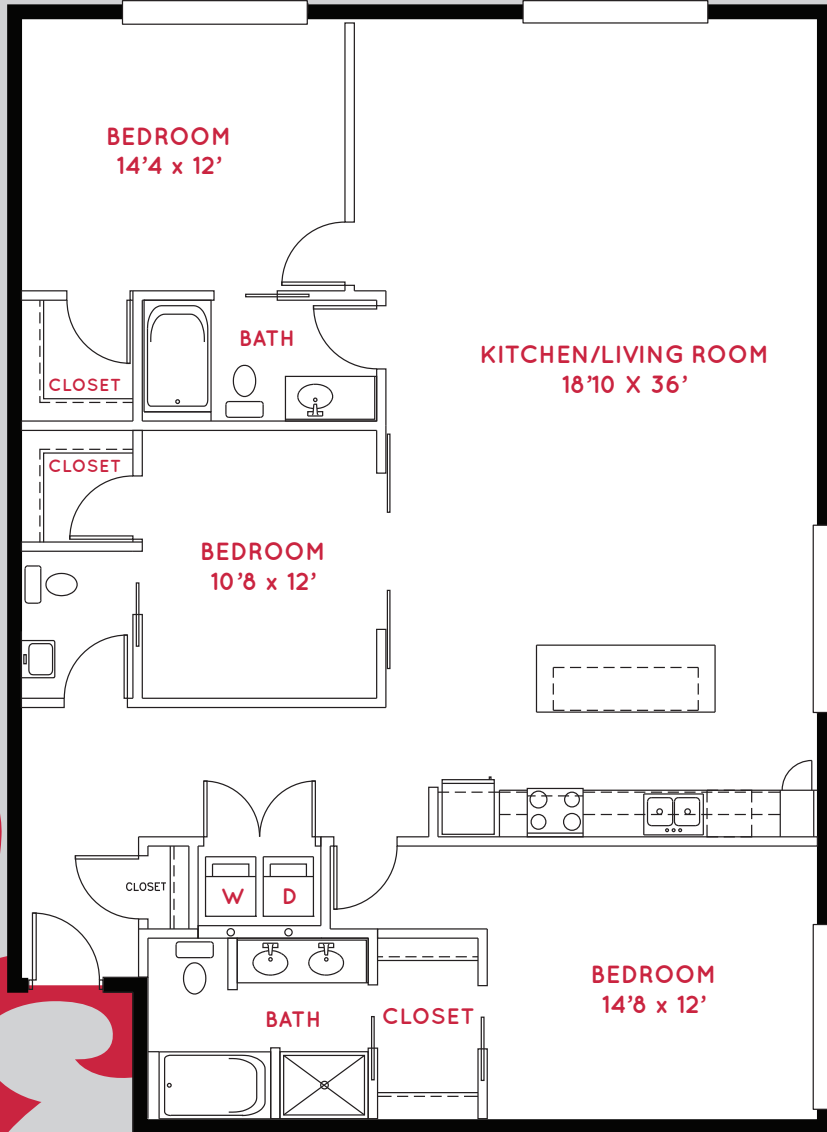 BEDROOM
14'4 x 12'
BATH
CLOSET
KITCHEN/LIVING ROOM
18'10 X 36'
CLOSET
BEDROOM
10'8 x 12'
CLOSET
W
D
BEDROOM
14'8 x 12'
BATH
CLOSET